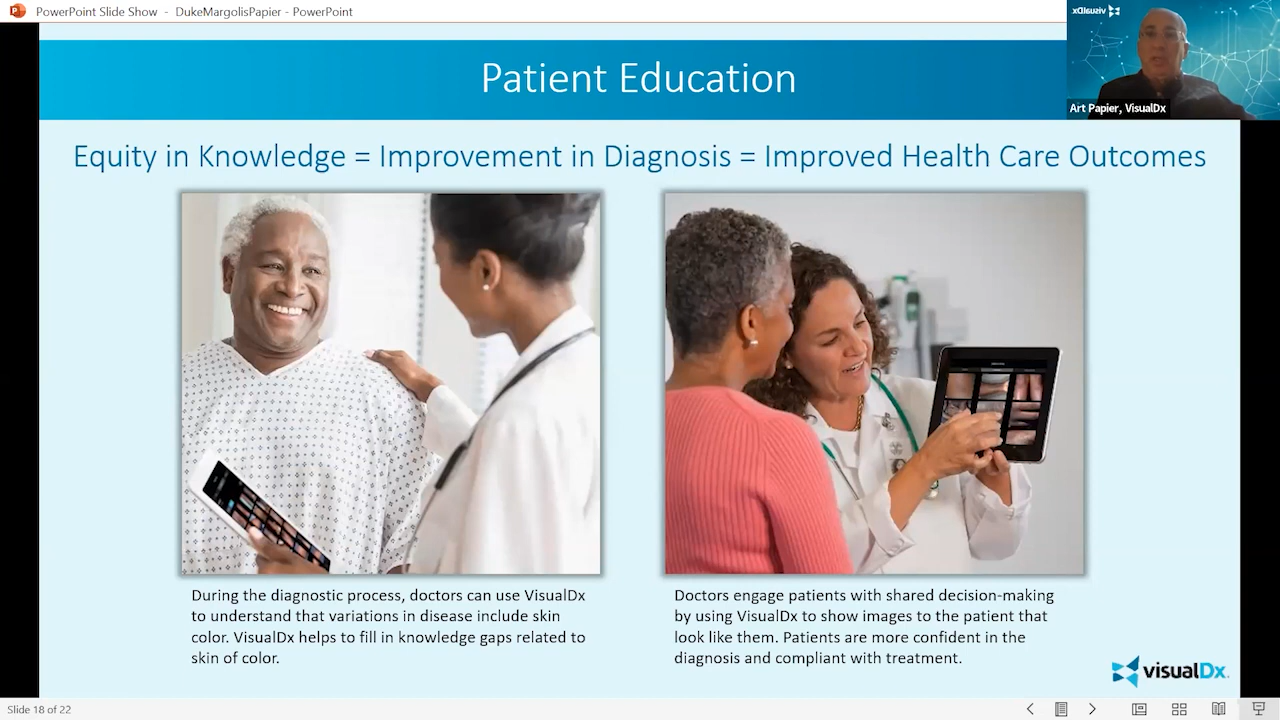 PowerPoint Slide Show - DukeMargolisPapier - PowerPoint
VisualDx
Art Papier, VisualDx
Patient Education
Equity in Knowledge = Improvement in Diagnosis = Improved Health Care Outcomes
During the diagnostic process, doctors can use VisualDx
to understand that variations in disease include skin
color. VisualDx helps to fill in knowledge gaps related to
skin of color.
Doctors engage patients with shared decision-making
by using VisualDx to show images to the patient that
look like them. Patients are more confident in the
diagnosis and compliant with treatment.
visualDx.
Slide 18 of 22